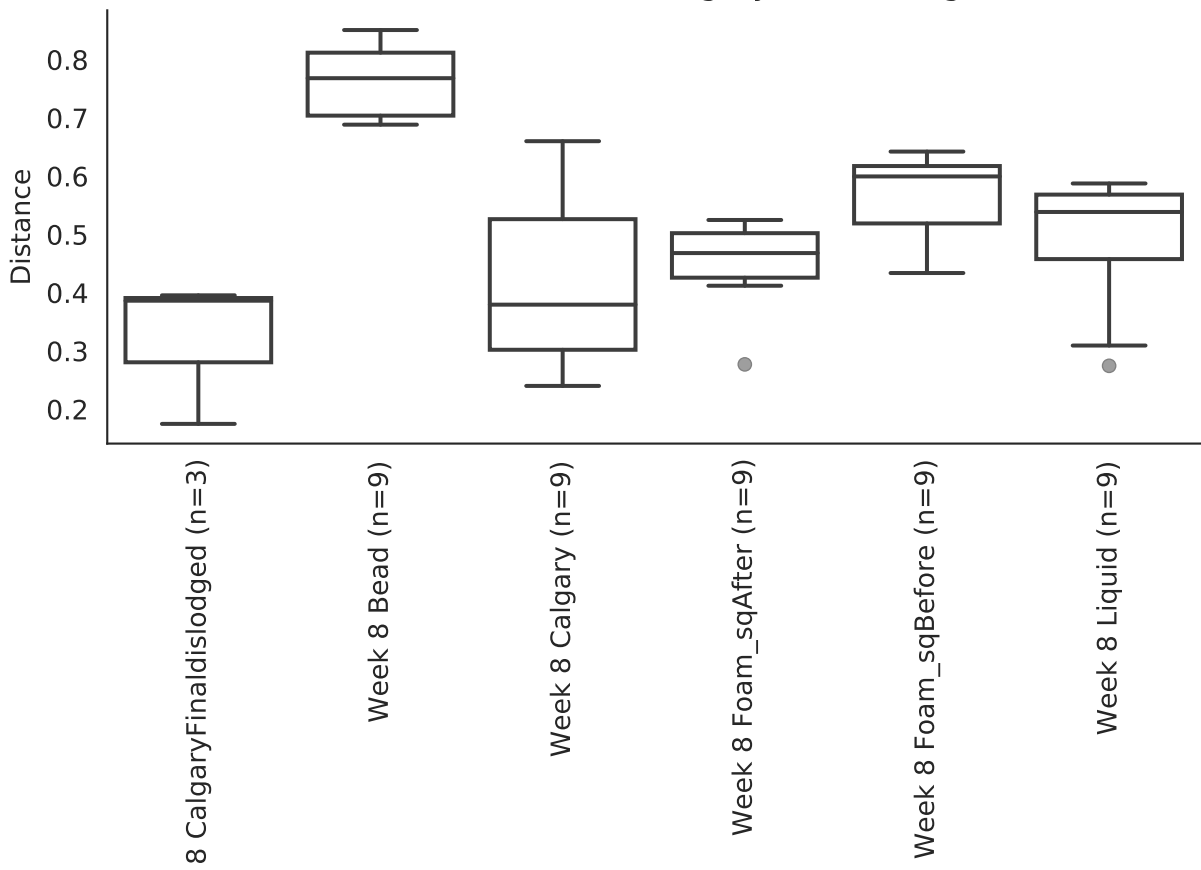 Distance
0.8
0.7
0.6
0.5
0.4
0.3
0.2
8 CalgaryFinaldislodged (n=3)
Week 8 Bead (n=9)
Week 8 Calgary (n=9)
Week 8 Foam_sqAfter (n=9)
Week 8 Foam_sqBefore (n=9)
Week 8 Liquid (n=9)